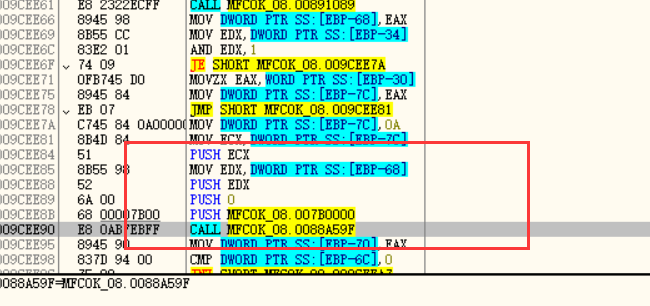 009CEE61 E8 2322ECFF CALL MFCOK_08.00891089
009CEE66 8945 98 MOV DWORD PTR SS:[EBP-68],EAX
009CEE69 8B55 CC MOV EDX,DWORD PTR SS:[EBP-34]
009CEE6C 83E2 01 AND EDX,1
009CEE6F 74 09 JE SHORT MFCOK_08.009CEE7A
009CEE71 0FB745 D0 MOVZX EAX,WORD PTR SS:[EBP-30]
009CEE75 8945 84 MOV DWORD PTR SS:[EBP-7C],EAX
009CEE78 EB 07 JMP SHORT MFCOK_08.009CEE81
009CEE7A C745 84 0A0000 MOV DWORD PTR SS:[EBP-7C],0A
009CEE81 8B4D 84 MOV ECX,DWORD PTR SS:[EBP-7C]
009CEE84 51 PUSH ECX
009CEE85 8B55 98 MOV EDX,DWORD PTR SS:[EBP-68]
009CEE88 52 PUSH EDX
009CEE89 6A 00 PUSH 0
009CEE8B 68 00007B00 PUSH MFCOK_08.007B0000
009CEE90 E8 0AB7EBFF CALL MFCOK_08.0088A59F
009CEE95 8945 90 MOV DWORD PTR SS:[EBP-70],EAX
009CEE98 837D 94 00 CMP DWORD PTR SS:[EBP-6C],0
0088A59F=MFCOK_08.0088A59F